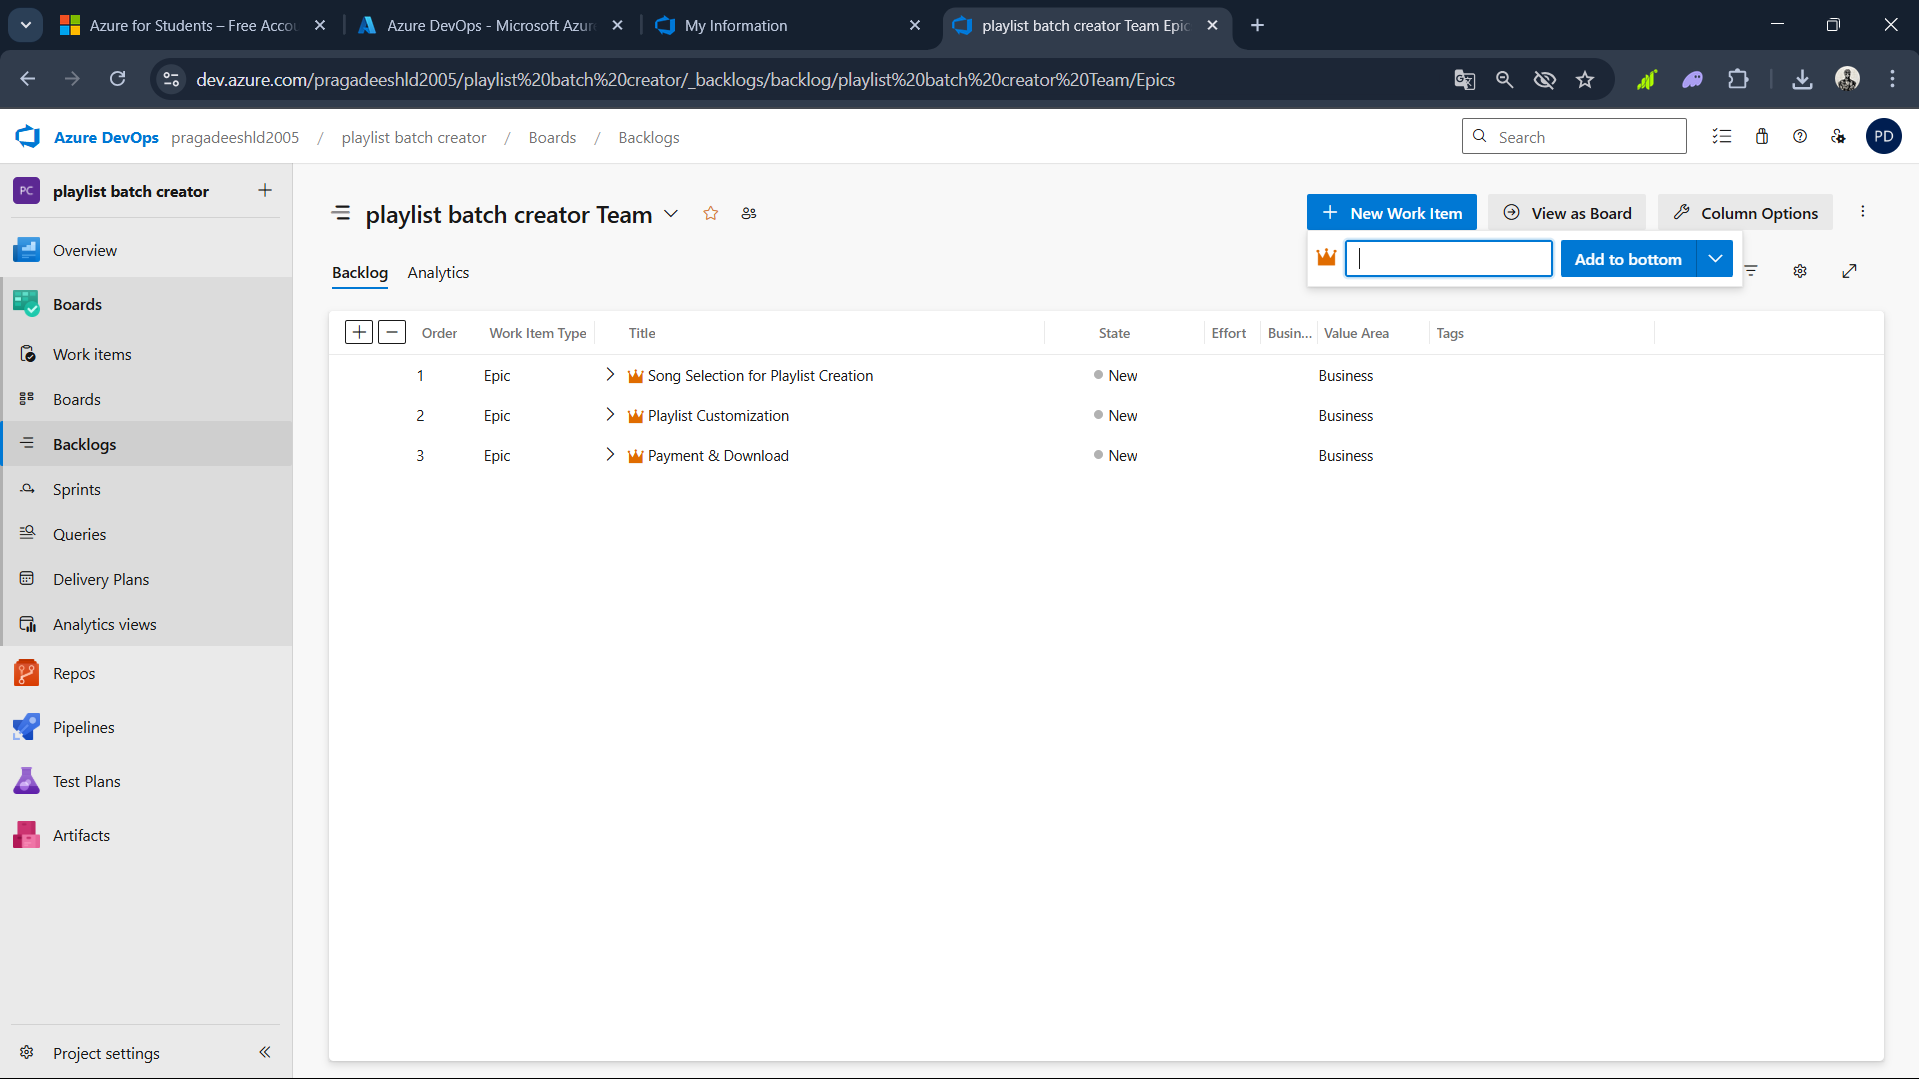 Azure for Students – Free Accou
Azure DevOps - Microsoft Azur
My Information
playlist batch creator Team Epic
dev.azure.com/pragadeeshld2005/playlist%20batch%20creator/_backlogs/backlog/playlist%20batch%20creator%20Team/Epics
Azure DevOps pragadeeshld2005 / playlist batch creator / Boards / Backlogs
Search
PD
PC playlist batch creator
Overview
Boards
Work items
Boards
Backlogs
Sprints
Queries
Delivery Plans
Analytics views
Repos
Pipelines
Test Plans
Artifacts
Project settings
playlist batch creator Team
New Work Item
View as Board
Column Options
Add to bottom
Backlog Analytics
Order Work Item Type Title State Effort Busin... Value Area Tags
1 Epic Song Selection for Playlist Creation New Business
2 Epic Playlist Customization New Business
3 Epic Payment & Download New Business